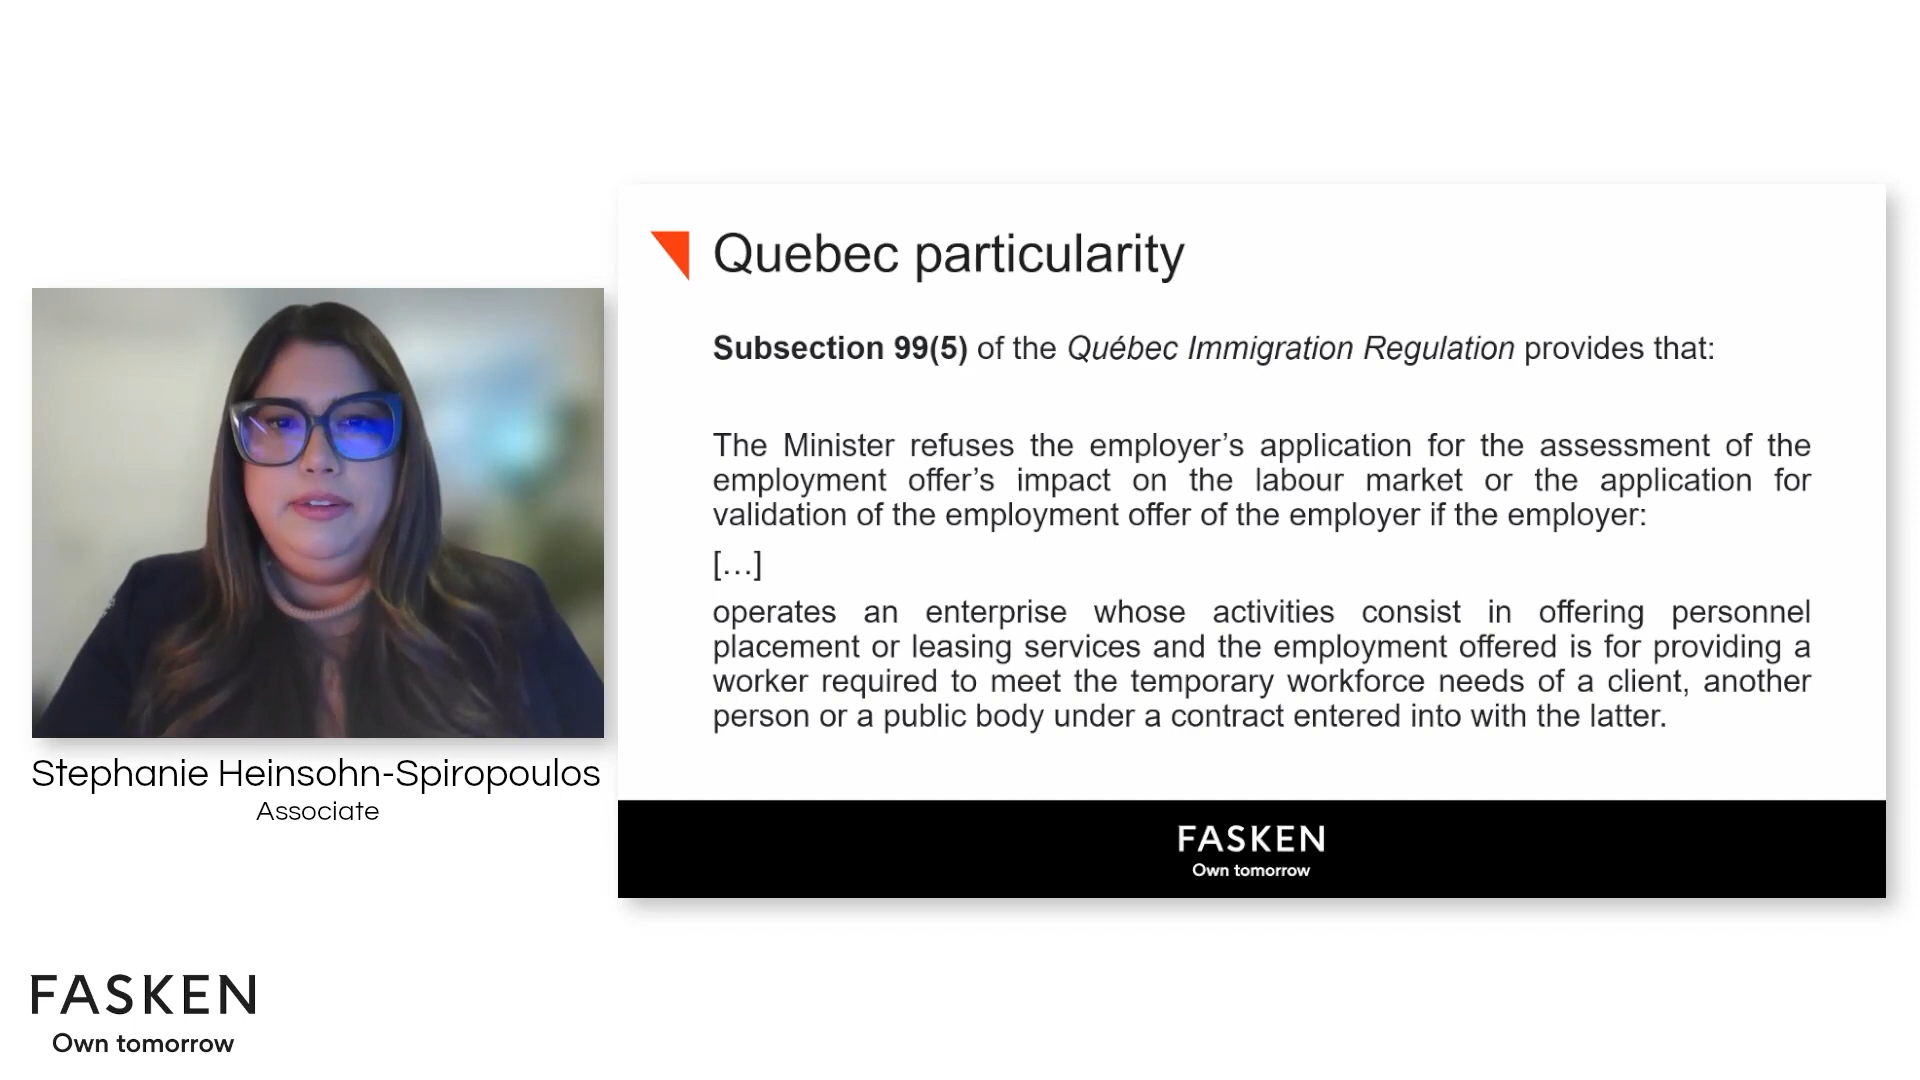 Quebec particularity
Subsection 99(5) of the Québec Immigration Regulation provides that:
The Minister refuses the employer’s application for the assessment of the
employment offer’s impact on the labour market or the application for
validation of the employment offer of the employer if the employer:
[…]
operates an enterprise whose activities consist in offering personnel
placement or leasing services and the employment offered is for providing a
worker required to meet the temporary workforce needs of a client, another
person or a public body under a contract entered into with the latter.
FASKEN
Own tomorrow
Stephanie Heinsohn-Spiropoulos
Associate
FASKEN
Own tomorrow